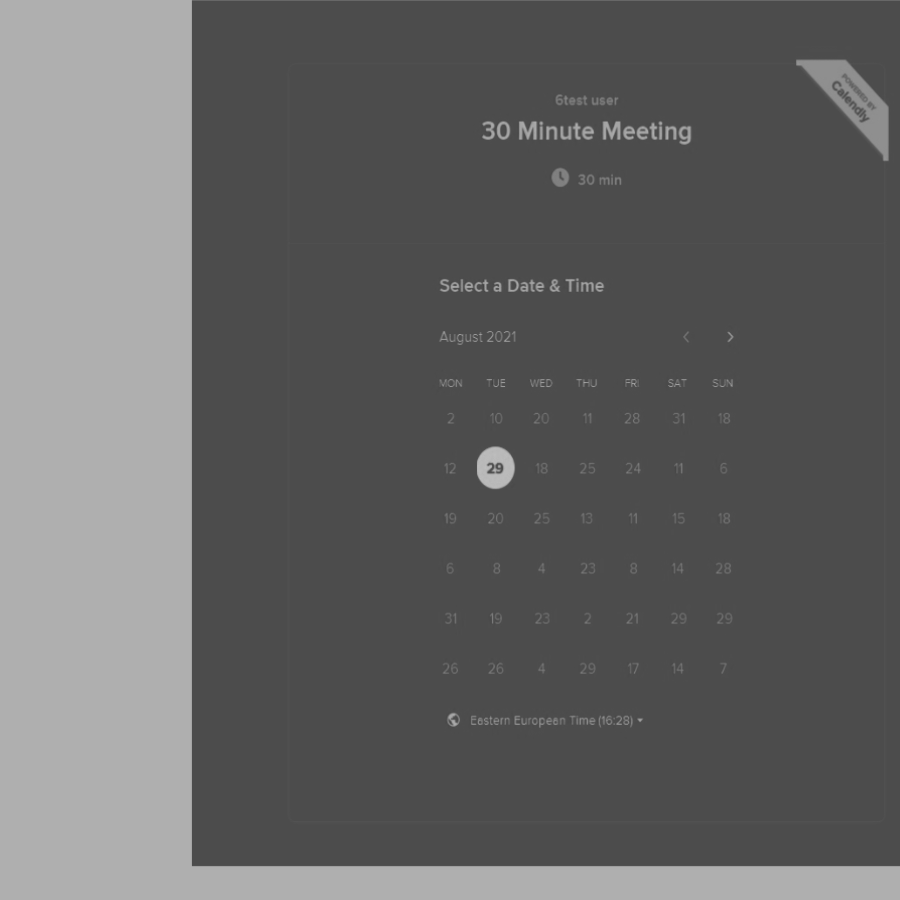 POWERED BY
Calendly
6test user
30 Minute Meeting
30 min
Select a Date & Time
August 2021
MON TUE WED THU FRI SAT SUN
2 10 20 11 28 31 18
12 29 18 25 24 11 6
19 20 25 13 11 15 18
6 8 4 23 8 14 28
31 19 23 2 21 29 29
26 26 4 29 17 14 7
Eastern European Time (16:28)